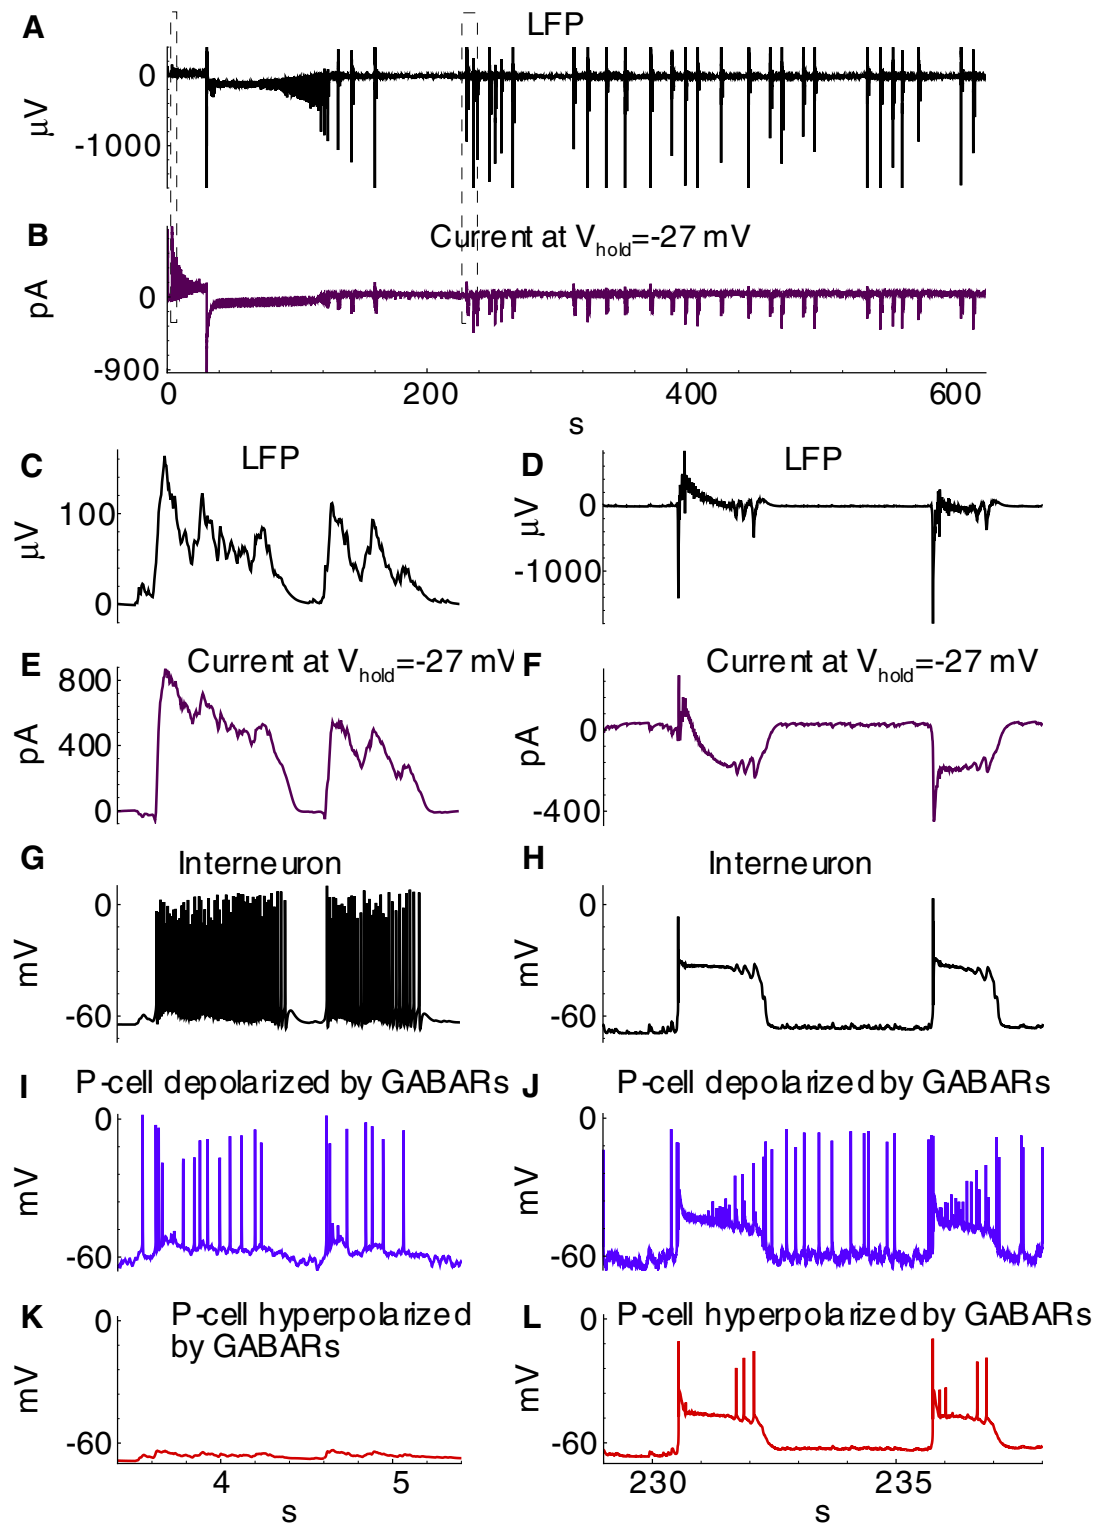 A
LFP
0
-1000
µV
B
Current at Vhold=-27 mV
0
-900
pA
0
200
400
600
s
C
LFP
100
0
µV
D
LFP
0
-1000
µV
E
Current at Vhold=-27 mV
800
400
0
pA
F
Current at Vhold=-27 mV
0
-400
pA
G
Interneuron
0
-60
mV
H
Interneuron
0
-60
mV
I
P-cell depolarized by GABARs
0
-60
mV
J
P-cell depolarized by GABARs
0
-60
mV
K
P-cell hyperpolarized
by GABARs
0
-60
mV
4
5
s
L
P-cell hyperpolarized by GABARs
0
-60
mV
230
235
s